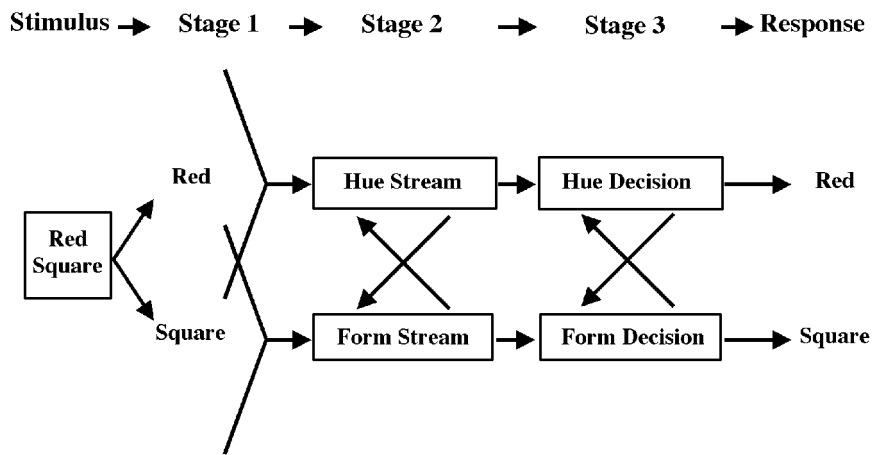 Stimulus Stage 1 Stage 2 Stage 3 Response
Red Hue Stream Hue Decision Red
Red
Square
Square Form Stream Form Decision Square